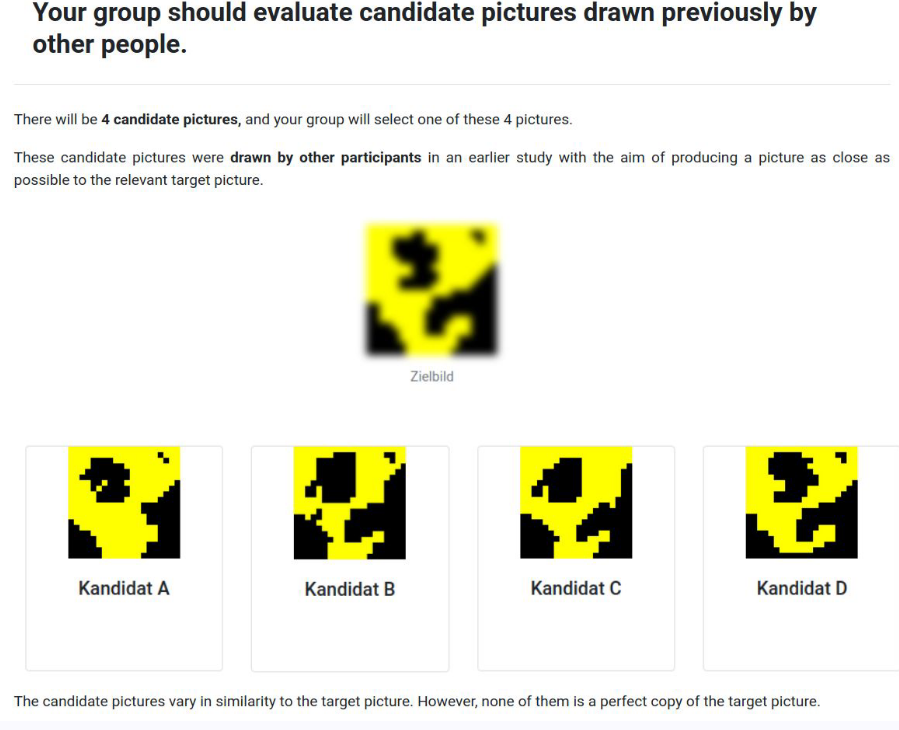 Your group should evaluate candidate pictures drawn previously by
other people.
There will be 4 candidate pictures, and your group will select one of these 4 pictures.
These candidate pictures were drawn by other participants in an earlier study with the aim of producing a picture as close as
possible to the relevant target picture.
Zielbild
Kandidat A
Kandidat B
Kandidat C
Kandidat D
The candidate pictures vary in similarity to the target picture. However, none of them is a perfect copy of the target picture.